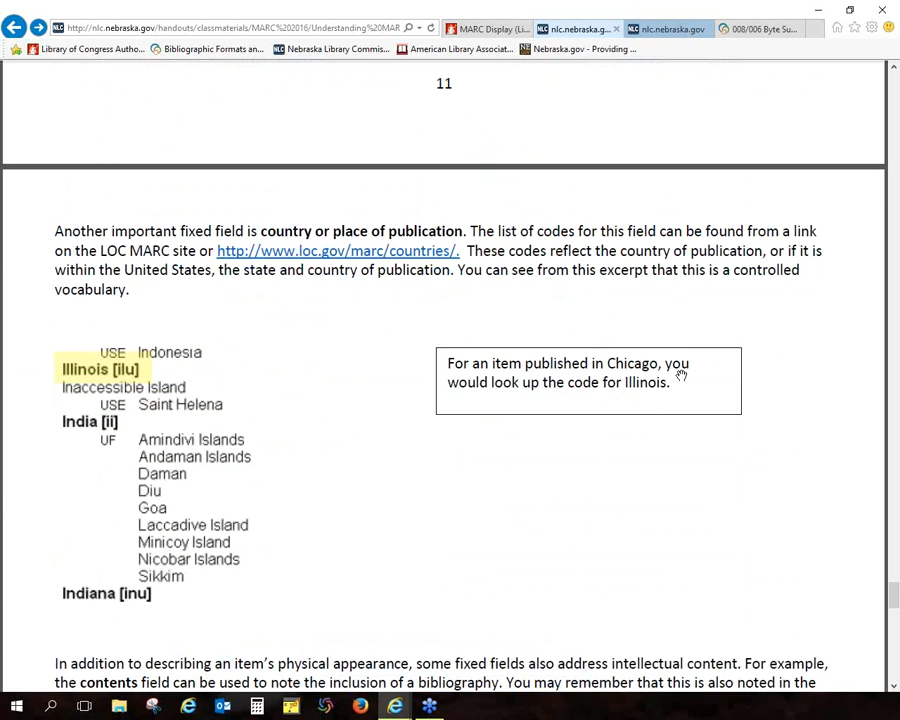 http://nlc.nebraska.gov/handouts/classmaterials/MARC%202016/Understanding%20MAR
MARC Display (Li...
nlc.nebraska.g...
nlc.nebraska.gov
008/006 Byte Su...
Library of Congress Autho...
Bibliographic Formats an...
Nebraska Library Commis...
American Library Associat...
Nebraska.gov - Providing ...
11
Another important fixed field is country or place of publication. The list of codes for this field can be found from a link
on the LOC MARC site or http://www.loc.gov/marc/countries/. These codes reflect the country of publication, or if it is
within the United States, the state and country of publication. You can see from this excerpt that this is a controlled
vocabulary.
USE Indonesia
Illinois [ilu]
Inaccessible Island
USE Saint Helena
India [ii]
UF Amindivi Islands
Andaman Islands
Daman
Diu
Goa
Laccadive Island
Minicoy Island
Nicobar Islands
Sikkim
Indiana [inu]
For an item published in Chicago, you
would look up the code for Illinois.
In addition to describing an item's physical appearance, some fixed fields also address intellectual content. For example,
the contents field can be used to note the inclusion of a bibliography. You may remember that this is also noted in the